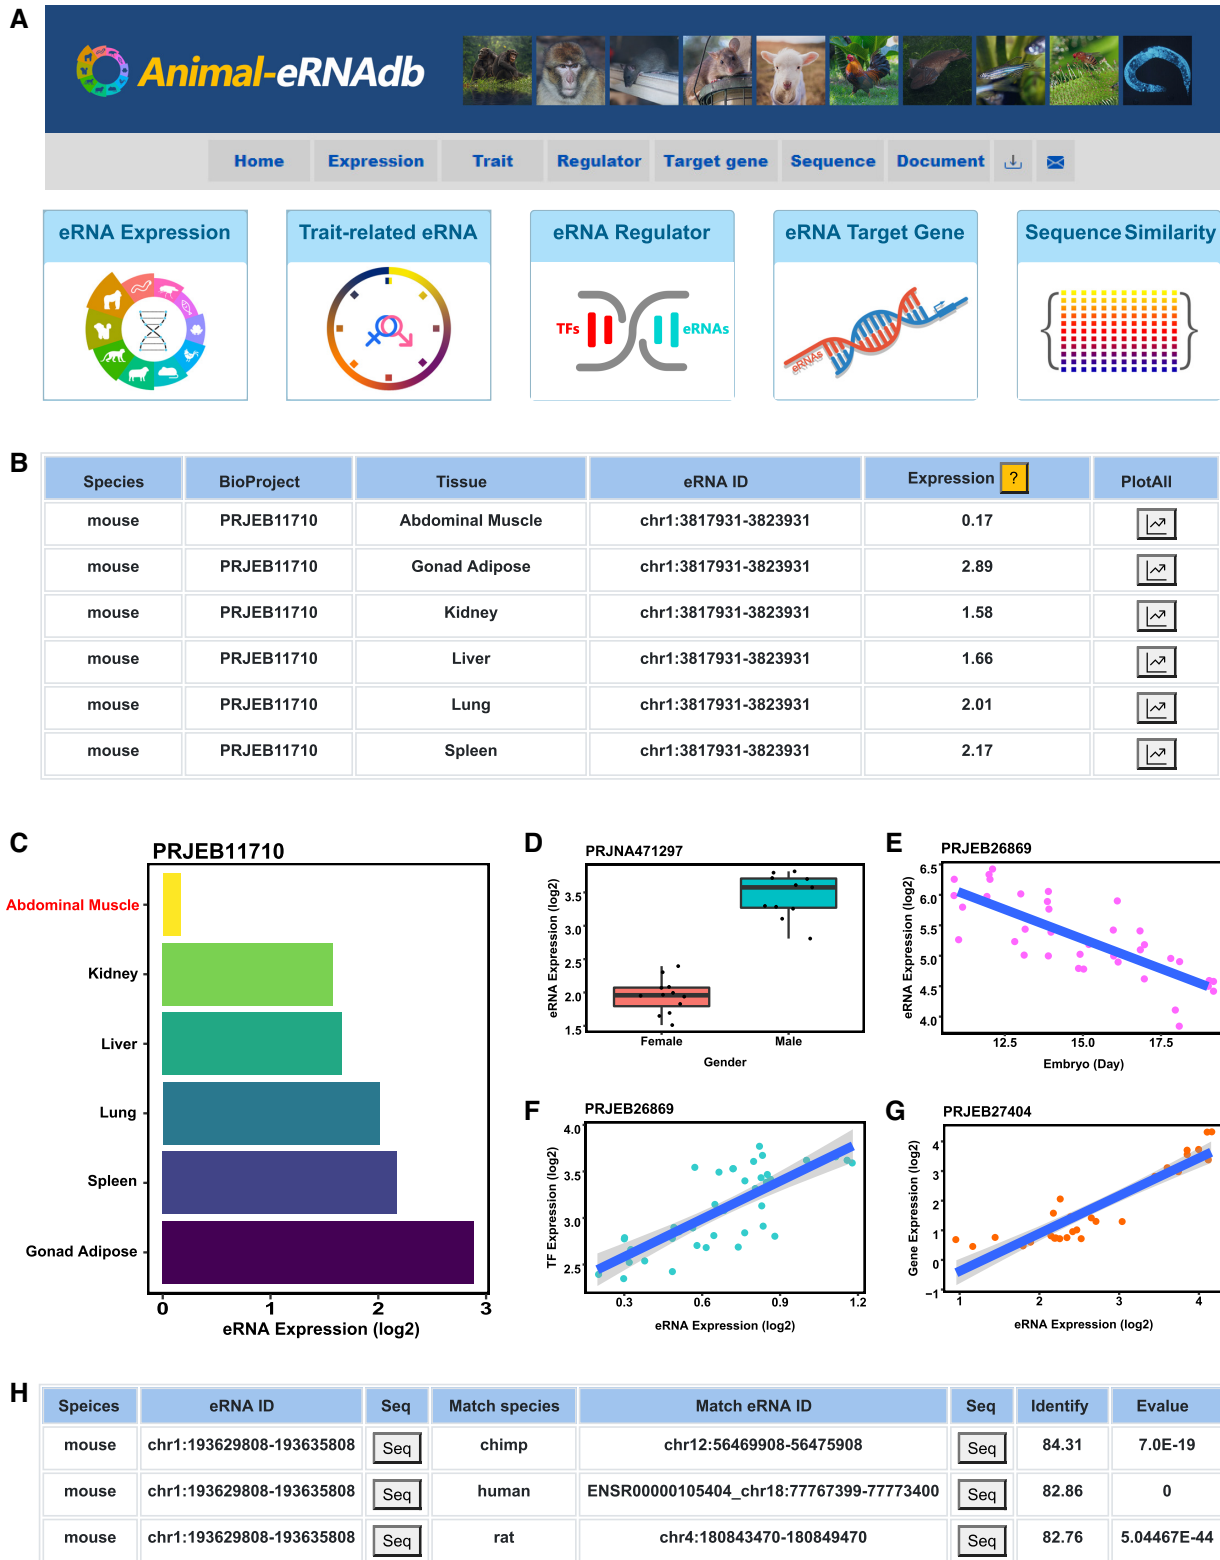 A
Animal-eRNAdb
Home Expression Trait Regulator Target gene Sequence Document
eRNA Expression Trait-related eRNA eRNA Regulator eRNA Target Gene Sequence Similarity
TFs eRNAs
eRNAs
B
Species BioProject Tissue eRNA ID Expression ? PlotAll
mouse PRJEB11710 Abdominal Muscle chr1:3817931-3823931 0.17
mouse PRJEB11710 Gonad Adipose chr1:3817931-3823931 2.89
mouse PRJEB11710 Kidney chr1:3817931-3823931 1.58
mouse PRJEB11710 Liver chr1:3817931-3823931 1.66
mouse PRJEB11710 Lung chr1:3817931-3823931 2.01
mouse PRJEB11710 Spleen chr1:3817931-3823931 2.17
C
PRJEB11710
Abdominal Muscle
Kidney
Liver
Lung
Spleen
Gonad Adipose
0 1 2 3
eRNA Expression (log2)
D
PRJNA471297
eRNA Expression (log2)
3.5
3.0
2.5
2.0
1.5
Female Male
Gender
E
PRJEB26869
eRNA Expression (log2)
6.5
6.0
5.5
5.0
4.5
4.0
12.5 15.0 17.5
Embryo (Day)
F
PRJEB26869
TF Expression (log2)
4.0
3.5
3.0
2.5
0.3 0.6 0.9 1.2
eRNA Expression (log2)
G
PRJEB27404
Gene Expression (log2)
4
3
2
1
0
−1
1 2 3 4
eRNA Expression (log2)
H
Speices eRNA ID Seq Match species Match eRNA ID Seq Identify Evalue
mouse chr1:193629808-193635808 Seq chimp chr12:56469908-56475908 Seq 84.31 7.0E-19
mouse chr1:193629808-193635808 Seq human ENSR00000105404_chr18:77767399-77773400 Seq 82.86 0
mouse chr1:193629808-193635808 Seq rat chr4:180843470-180849470 Seq 82.76 5.04467E-44